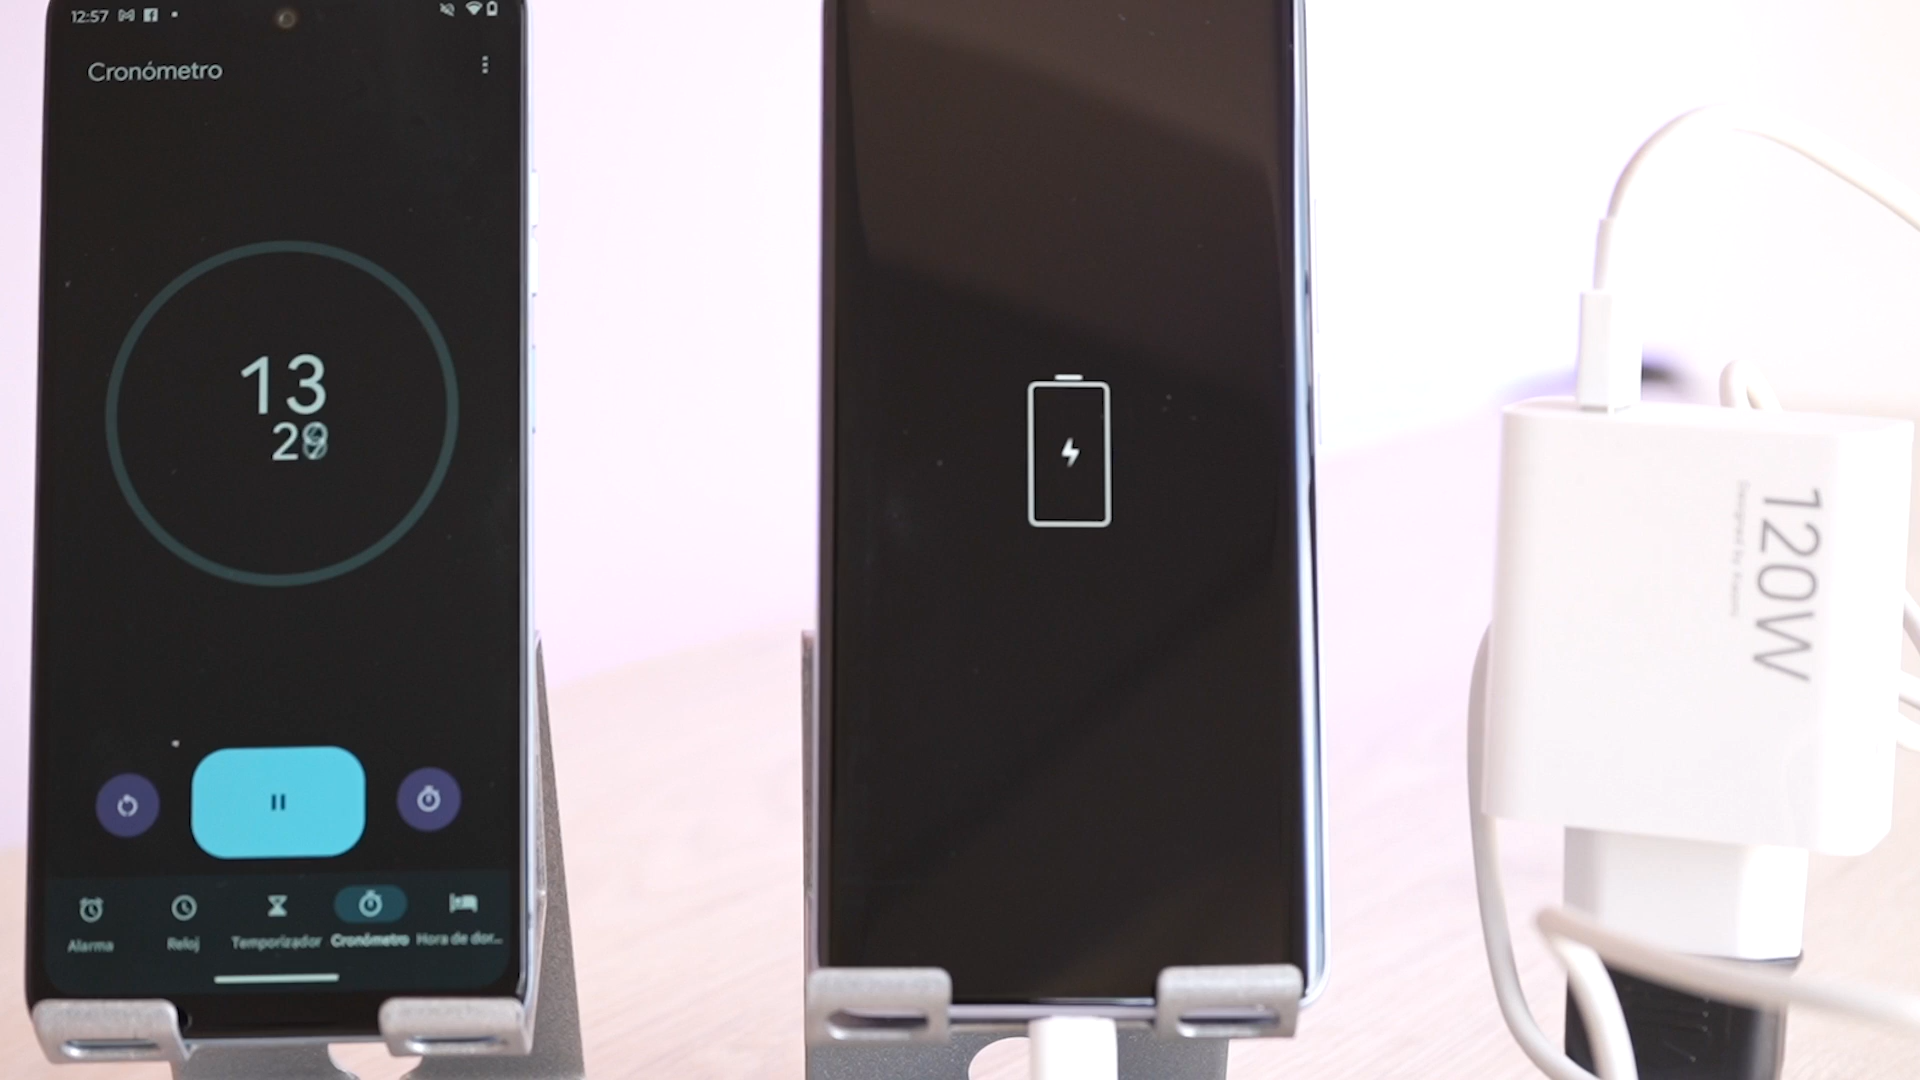 12:57
Cronómetro
13
Alarma
Reloj
Temporizador
Cronómetro
Hora de dor...
120W